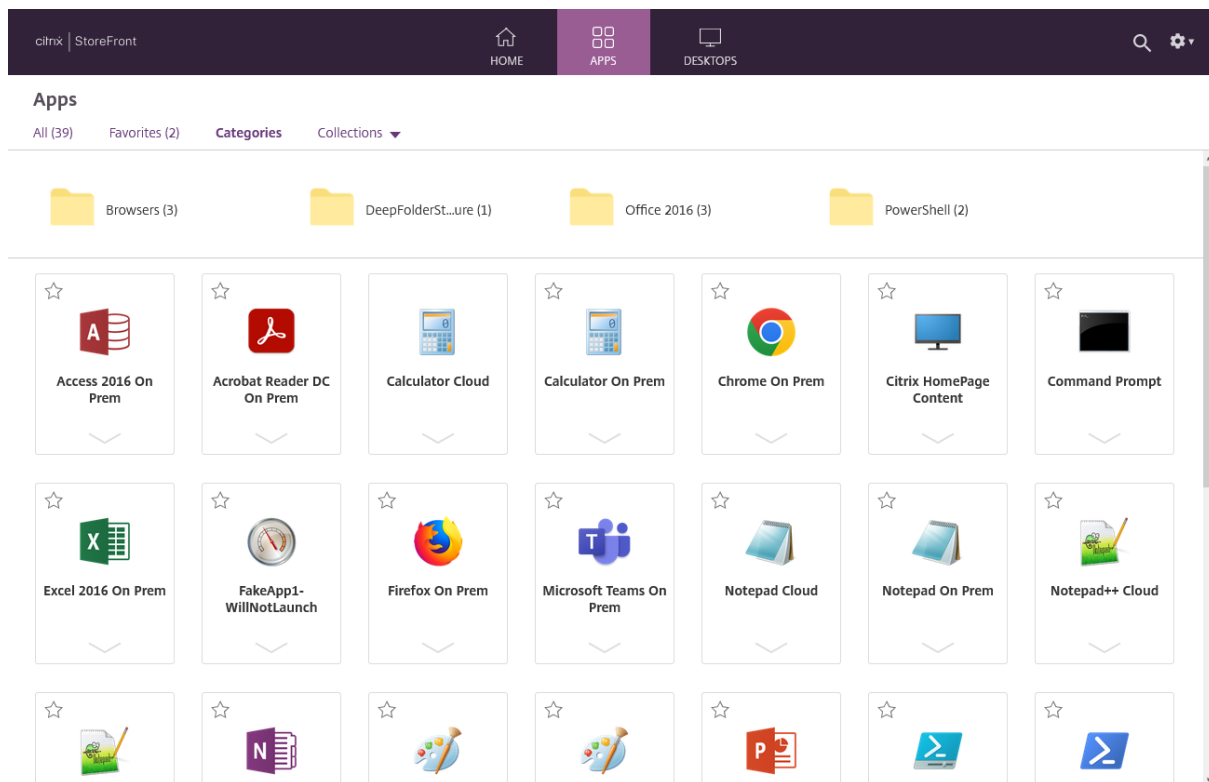 citrix | StoreFront
HOME
APPS
DESKTOPS
Apps
All (39) Favorites (2) Categories Collections
Browsers (3) DeepFolderSt...ure (1) Office 2016 (3) PowerShell (2)
Access 2016 On Prem
Acrobat Reader DC On Prem
Calculator Cloud
Calculator On Prem
Chrome On Prem
Citrix HomePage Content
Command Prompt
Excel 2016 On Prem
FakeApp1-WillNotLaunch
Firefox On Prem
Microsoft Teams On Prem
Notepad Cloud
Notepad On Prem
Notepad++ Cloud